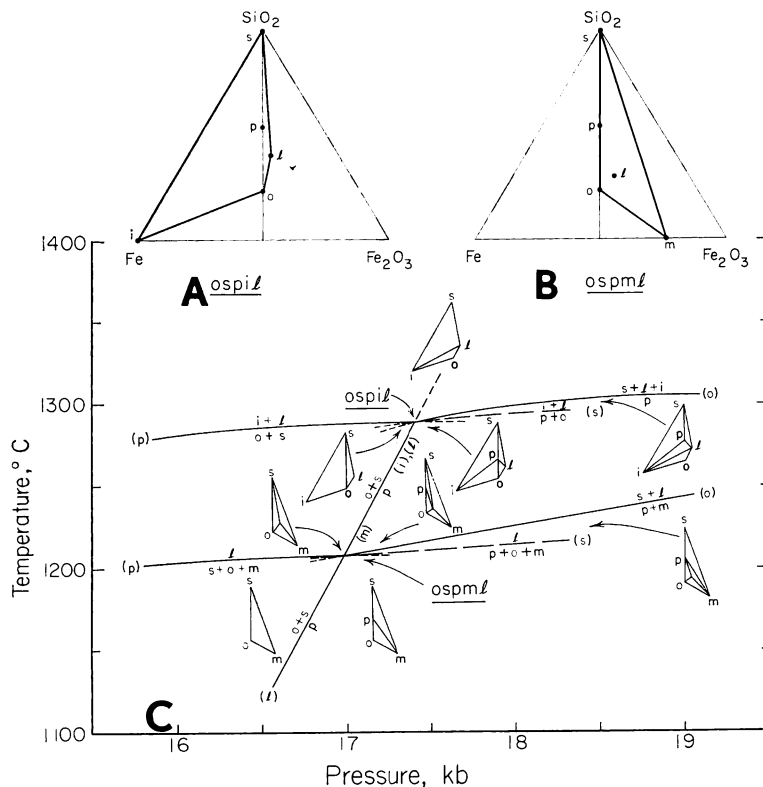 SiO₂
s
p
l
o
i
Fe
Fe₂O₃
A ospil
SiO₂
s
p
l
o
m
Fe
Fe₂O₃
B ospml
1400
1300
1200
1100
Temperature, °C
s
i
l
o
ospil
(p)
i + l
o + s
s + l + i
p
(o)
i + l
p + o
(s)
s
i
l
o
o + s
p
(i),(l)
s
p
i
l
o
s
p
i
l
o
s
o
m
(m)
s
p
o
m
s + l
p + m
(o)
(p)
l
s + o + m
l
p + o + m
(s)
ospml
s
p
o
m
s
o
m
o + s
p
s
p
o
m
(l)
C
16
17
18
19
Pressure, kb